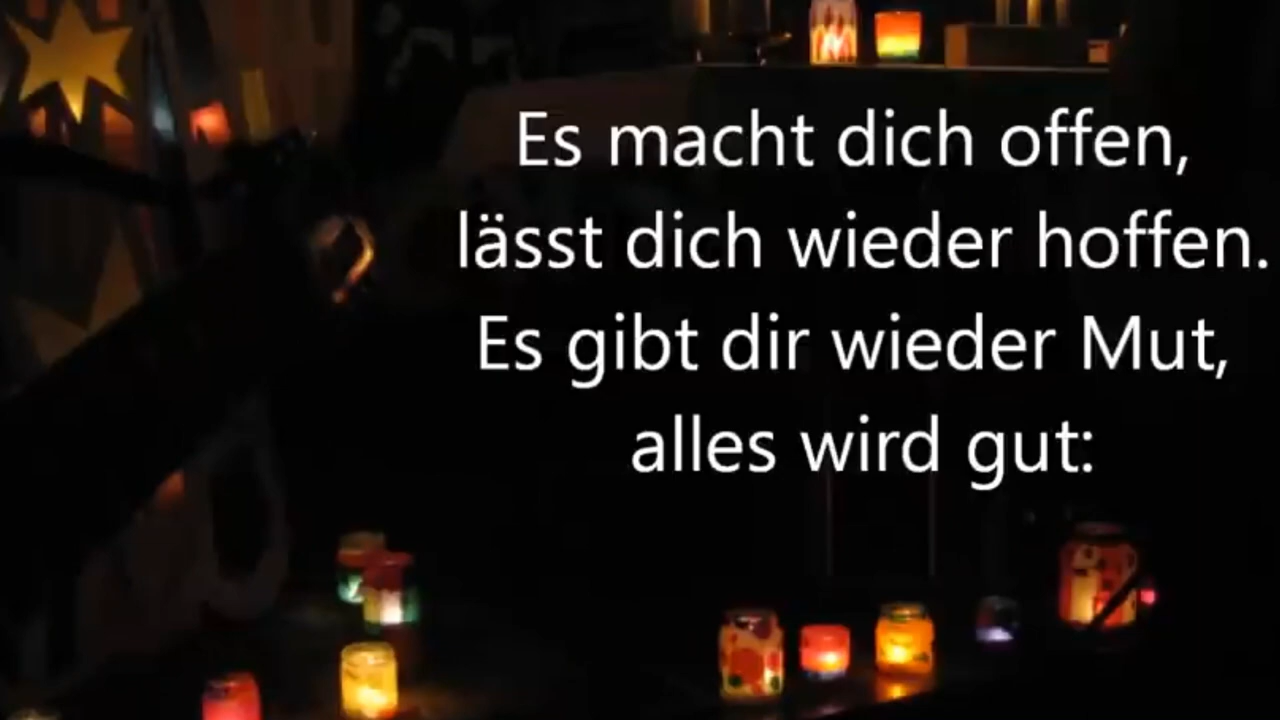 Es macht dich offen,
lässt dich wieder hoffen.
Es gibt dir wieder Mut,
alles wird gut: